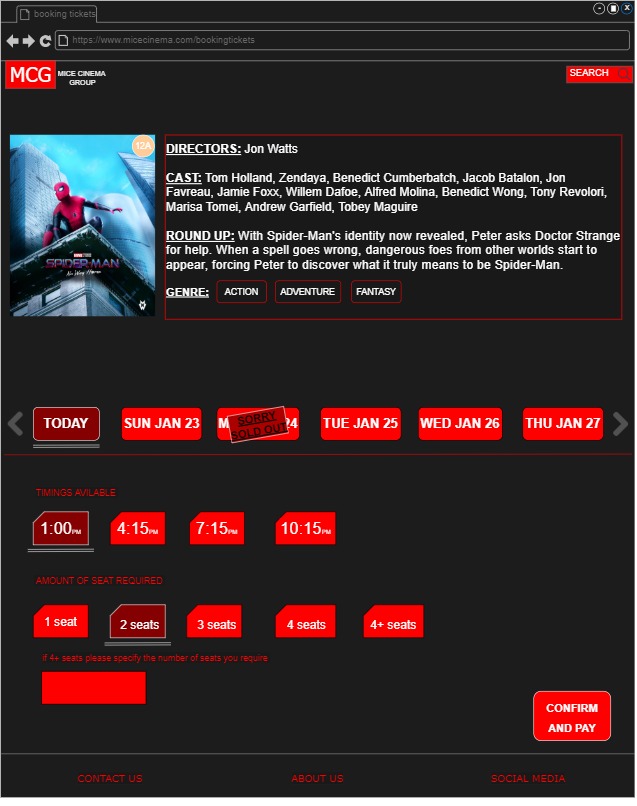 booking tickets
https://www.micecinema.com/bookingtickets
MCG
MICE CINEMA
GROUP
SEARCH
12A
SPIDER-MAN
No Way Home
DIRECTORS: Jon Watts
CAST: Tom Holland, Zendaya, Benedict Cumberbatch, Jacob Batalon, Jon
Favreau, Jamie Foxx, Willem Dafoe, Alfred Molina, Benedict Wong, Tony Revolori,
Marisa Tomei, Andrew Garfield, Tobey Maguire
ROUND UP: With Spider-Man's identity now revealed, Peter asks Doctor Strange
for help. When a spell goes wrong, dangerous foes from other worlds start to
appear, forcing Peter to discover what it truly means to be Spider-Man.
GENRE: ACTION ADVENTURE FANTASY
TODAY
SUN JAN 23
SORRY
SOLD OUT
TUE JAN 25
WED JAN 26
THU JAN 27
TIMINGS AVILABLE
1:00PM 4:15PM 7:15PM 10:15PM
AMOUNT OF SEAT REQUIRED
1 seat 2 seats 3 seats 4 seats 4+ seats
if 4+ seats please specify the number of seats you require
CONFIRM
AND PAY
CONTACT US ABOUT US SOCIAL MEDIA